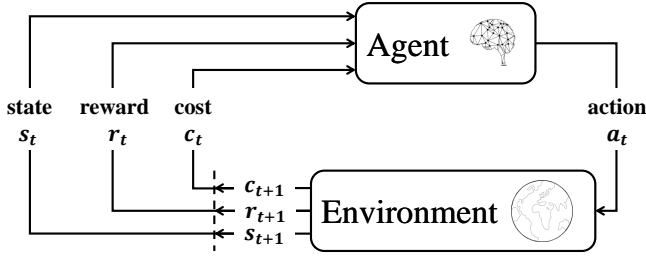 Agent
state reward cost action
s_t r_t c_t a_t
c_{t+1}
r_{t+1}
s_{t+1}
Environment